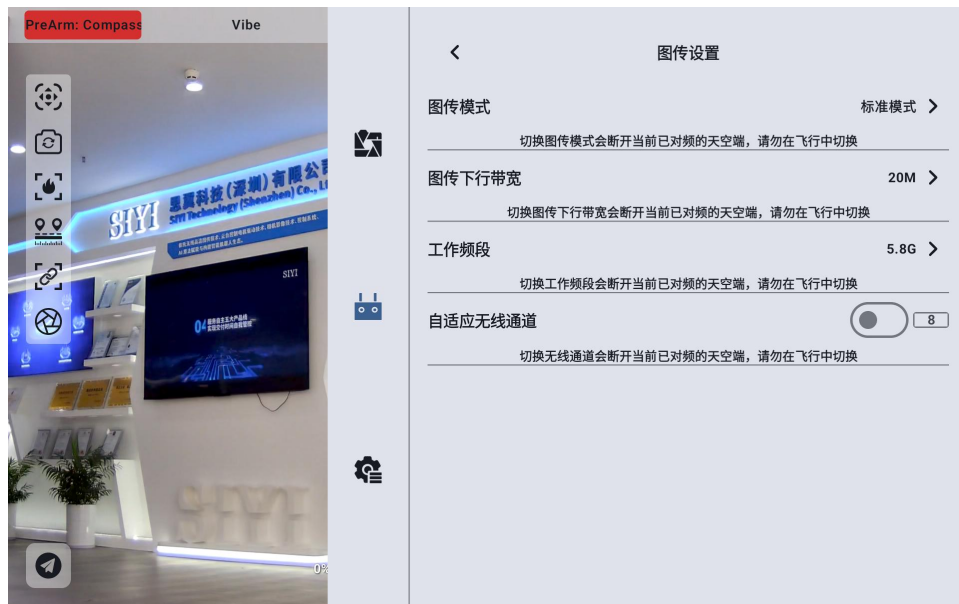 PreArm: Compass
Vibe
SIYI
思翼科技(深圳)有限公司
SIYI Technology (Shenzhen) Co., L
SIYI
04
0%
图传设置
图传模式
标准模式
切换图传模式会断开当前已对频的天空端，请勿在飞行中切换
图传下行带宽
20M
切换图传下行带宽会断开当前已对频的天空端，请勿在飞行中切换
工作频段
5.8G
切换工作频段会断开当前已对频的天空端，请勿在飞行中切换
自适应无线通道
8
切换无线通道会断开当前已对频的天空端，请勿在飞行中切换